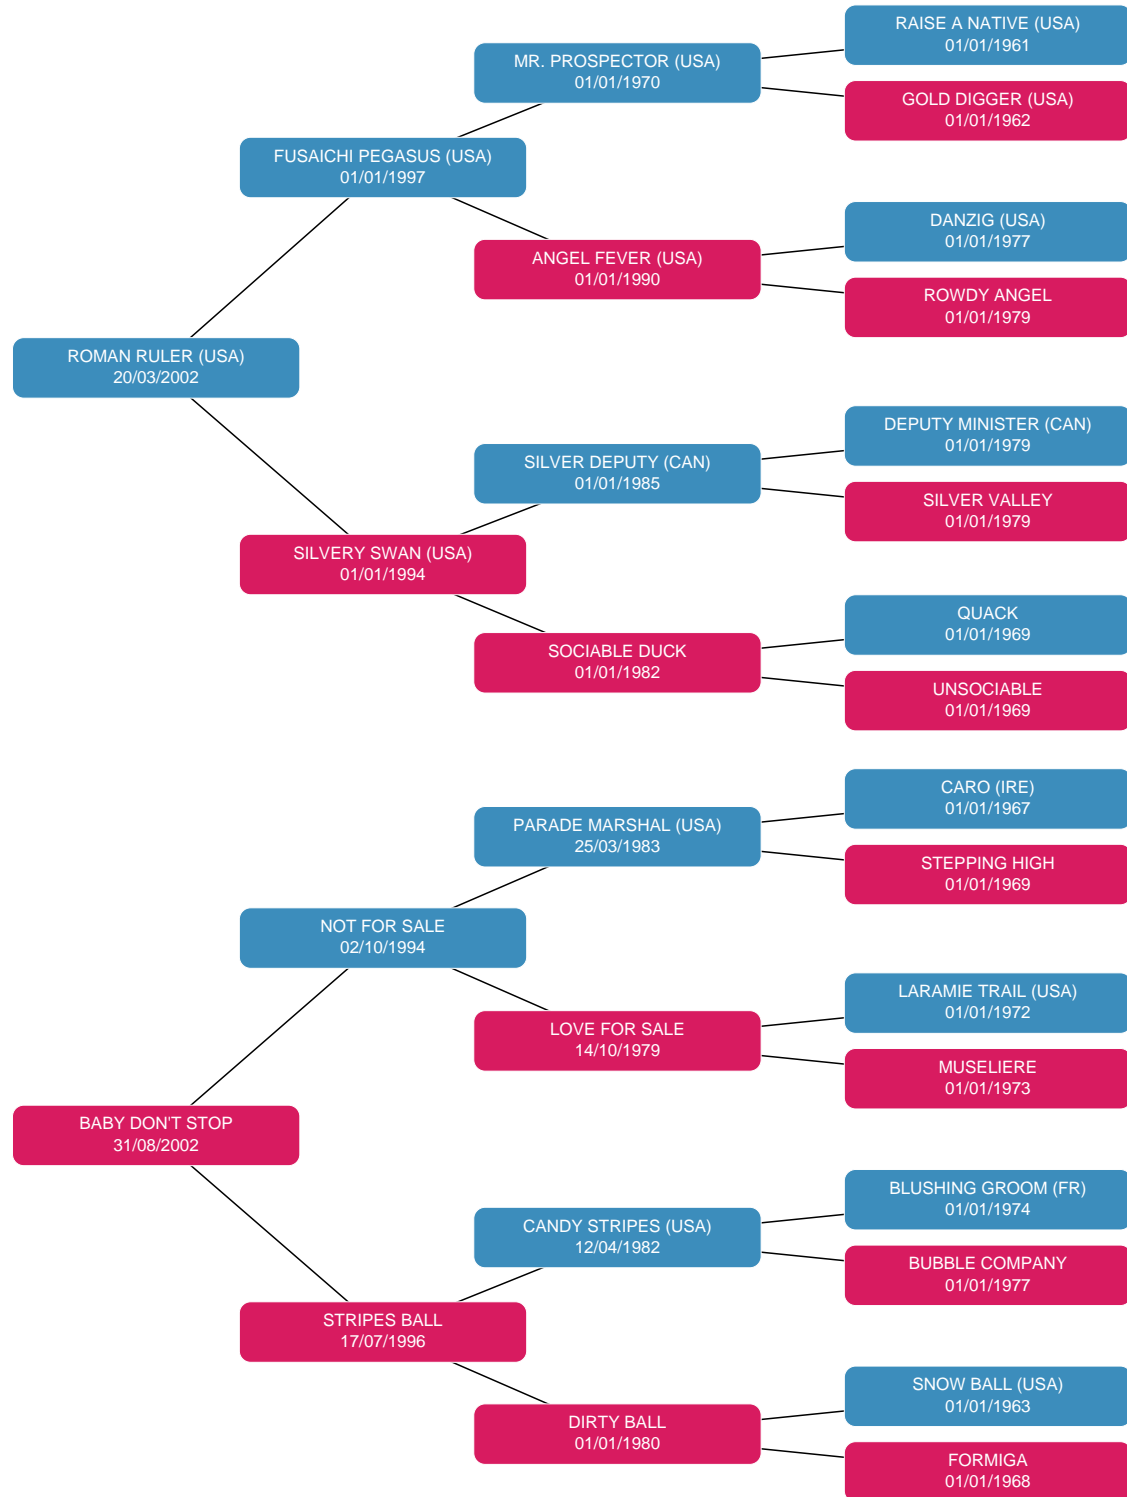 RAISE A NATIVE (USA)
01/01/1961
MR. PROSPECTOR (USA)
01/01/1970
GOLD DIGGER (USA)
01/01/1962
FUSAICHI PEGASUS (USA)
01/01/1997
DANZIG (USA)
01/01/1977
ANGEL FEVER (USA)
01/01/1990
ROWDY ANGEL
01/01/1979
ROMAN RULER (USA)
20/03/2002
DEPUTY MINISTER (CAN)
01/01/1979
SILVER DEPUTY (CAN)
01/01/1985
SILVER VALLEY
01/01/1979
SILVERY SWAN (USA)
01/01/1994
QUACK
01/01/1969
SOCIABLE DUCK
01/01/1982
UNSOCIABLE
01/01/1969
CARO (IRE)
01/01/1967
PARADE MARSHAL (USA)
25/03/1983
STEPPING HIGH
01/01/1969
NOT FOR SALE
02/10/1994
LARAMIE TRAIL (USA)
01/01/1972
LOVE FOR SALE
14/10/1979
MUSELIERE
01/01/1973
BABY DON'T STOP
31/08/2002
BLUSHING GROOM (FR)
01/01/1974
CANDY STRIPES (USA)
12/04/1982
BUBBLE COMPANY
01/01/1977
STRIPES BALL
17/07/1996
SNOW BALL (USA)
01/01/1963
DIRTY BALL
01/01/1980
FORMIGA
01/01/1968